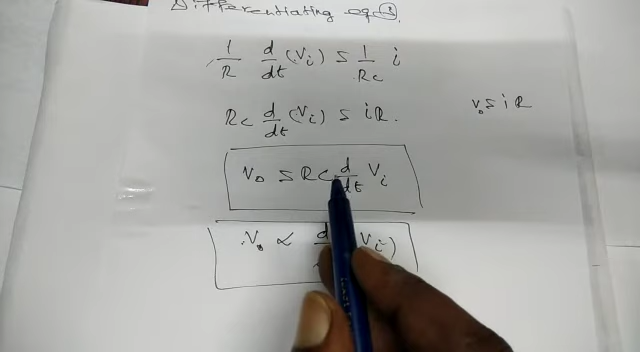 Differentiating eq ①.
1/R d/dt (Vi) = 1/RC i
RC d/dt (Vi) = iR. V₀ = iR
V₀ = RC d/dt Vi
V₀ ∝ d Vi)